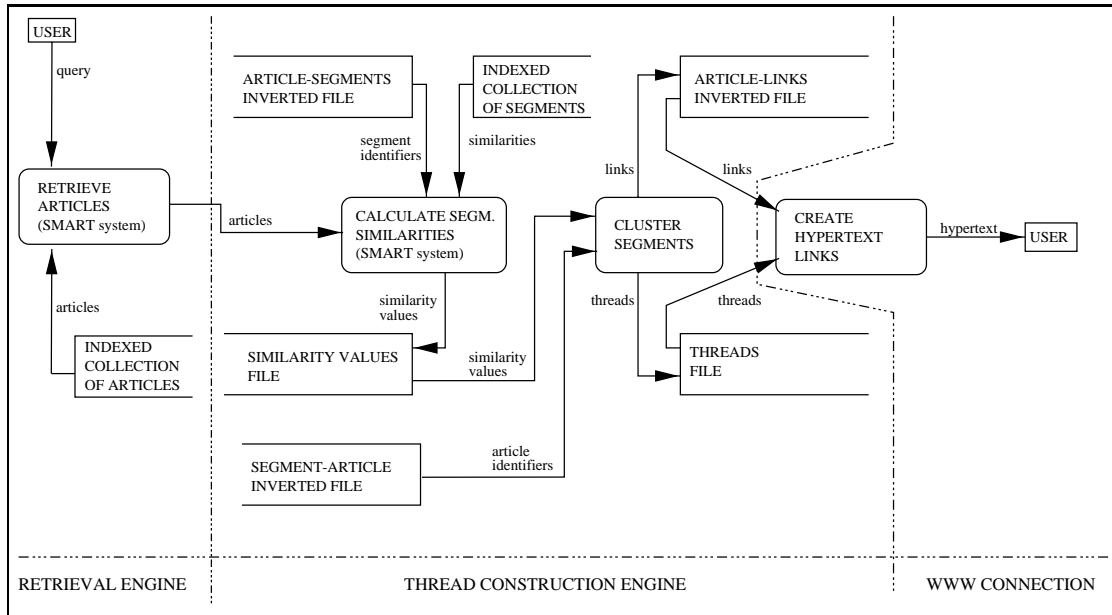 USER
query
RETRIEVE
ARTICLES
(SMART system)
articles
INDEXED
COLLECTION
OF ARTICLES
articles
ARTICLE-SEGMENTS
INVERTED FILE
INDEXED
COLLECTION
OF SEGMENTS
segment
identifiers
similarities
CALCULATE SEGM.
SIMILARITIES
(SMART system)
similarity
values
SIMILARITY VALUES
FILE
similarity
values
SEGMENT-ARTICLE
INVERTED FILE
article
identifiers
CLUSTER
SEGMENTS
links
threads
ARTICLE-LINKS
INVERTED FILE
links
THREADS
FILE
threads
CREATE
HYPERTEXT
LINKS
hypertext
USER
RETRIEVAL ENGINE
THREAD CONSTRUCTION ENGINE
WWW CONNECTION